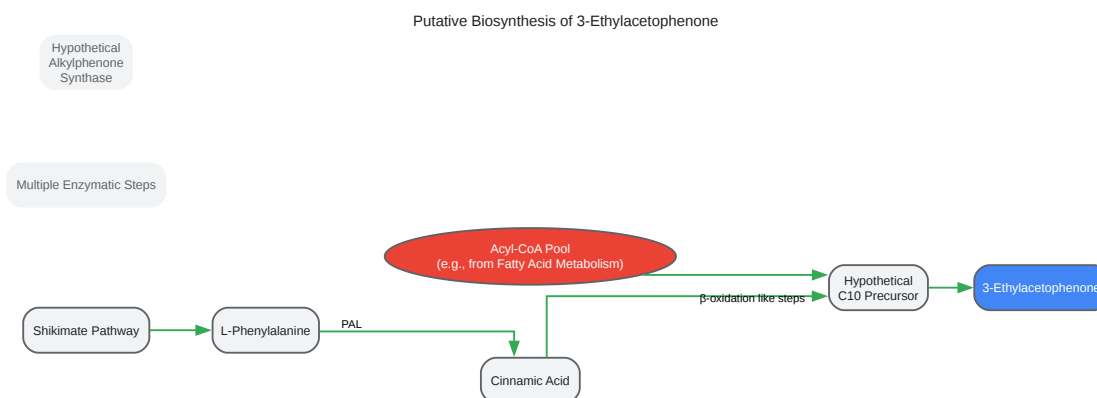 Putative Biosynthesis of 3-Ethylacetophenone
Hypothetical
Alkylphenone
Synthase
Multiple Enzymatic Steps
Acyl-CoA Pool
(e.g., from Fatty Acid Metabolism)
Hypothetical
C10 Precursor
3-Ethylacetophenone
β-oxidation like steps
Shikimate Pathway
L-Phenylalanine
PAL
Cinnamic Acid